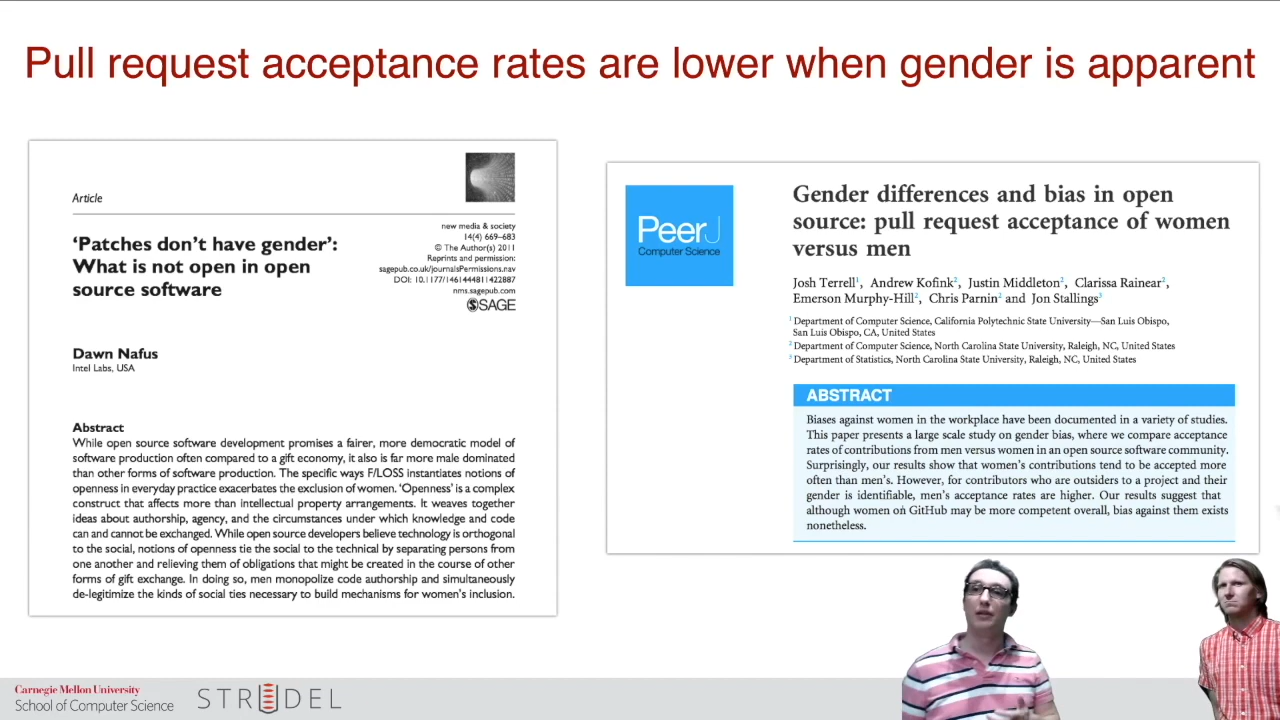 Pull request acceptance rates are lower when gender is apparent
Article
new media & society
14(4) 669–683
© The Author(s) 2011
Reprints and permission:
sagepub.co.uk/journalsPermissions.nav
DOI: 10.1177/1461444811422887
nms.sagepub.com
SAGE
‘Patches don’t have gender’:
What is not open in open
source software
Dawn Nafus
Intel Labs, USA
Abstract
While open source software development promises a fairer, more democratic model of
software production often compared to a gift economy, it also is far more male dominated
than other forms of software production. The specific ways F/LOSS instantiates notions of
openness in everyday practice exacerbates the exclusion of women. ‘Openness’ is a complex
construct that affects more than intellectual property arrangements. It weaves together
ideas about authorship, agency, and the circumstances under which knowledge and code
can and cannot be exchanged. While open source developers believe technology is orthogonal
to the social, notions of openness tie the social to the technical by separating persons from
one another and relieving them of obligations that might be created in the course of other
forms of gift exchange. In doing so, men monopolize code authorship and simultaneously
de-legitimize the kinds of social ties necessary to build mechanisms for women’s inclusion.
PeerJ
Computer Science
Gender differences and bias in open
source: pull request acceptance of women
versus men
Josh Terrell1, Andrew Kofink2, Justin Middleton2, Clarissa Rainear2,
Emerson Murphy-Hill2, Chris Parnin2 and Jon Stallings3
1 Department of Computer Science, California Polytechnic State University—San Luis Obispo,
San Luis Obispo, CA, United States
2 Department of Computer Science, North Carolina State University, Raleigh, NC, United States
3 Department of Statistics, North Carolina State University, Raleigh, NC, United States
ABSTRACT
Biases against women in the workplace have been documented in a variety of studies.
This paper presents a large scale study on gender bias, where we compare acceptance
rates of contributions from men versus women in an open source software community.
Surprisingly, our results show that women’s contributions tend to be accepted more
often than men’s. However, for contributors who are outsiders to a project and their
gender is identifiable, men’s acceptance rates are higher. Our results suggest that
although women on GitHub may be more competent overall, bias against them exists
nonetheless.
Carnegie Mellon University
School of Computer Science
STRUDEL